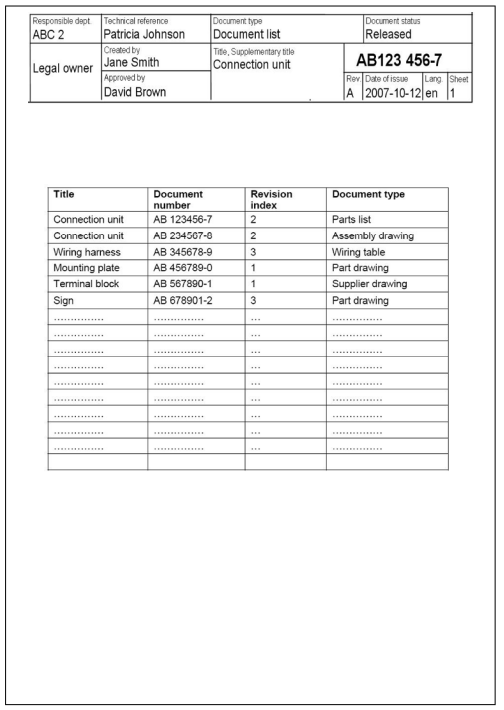 Responsible dept. Technical reference Document type Document status
ABC 2 Patricia Johnson Document list Released
Legal owner
Created by
Jane Smith
Title, Supplementary title
Connection unit
AB123 456-7
Approved by
David Brown
Rev. Date of issue Lang. Sheet
A 2007-10-12 en 1
Title Document number Revision index Document type
Connection unit AB 123456-7 2 Parts list
Connection unit AB 234567-8 2 Assembly drawing
Wiring harness AB 345678-9 3 Wiring table
Mounting plate AB 456789-0 1 Part drawing
Terminal block AB 567890-1 1 Supplier drawing
Sign AB 678901-2 3 Part drawing
............... ............... ... ...............
............... ............... ... ...............
............... ............... ... ...............
............... ............... ... ...............
............... ............... ... ...............
............... ............... ... ...............
............... ............... ... ...............
............... ............... ... ...............
............... ............... ... ...............